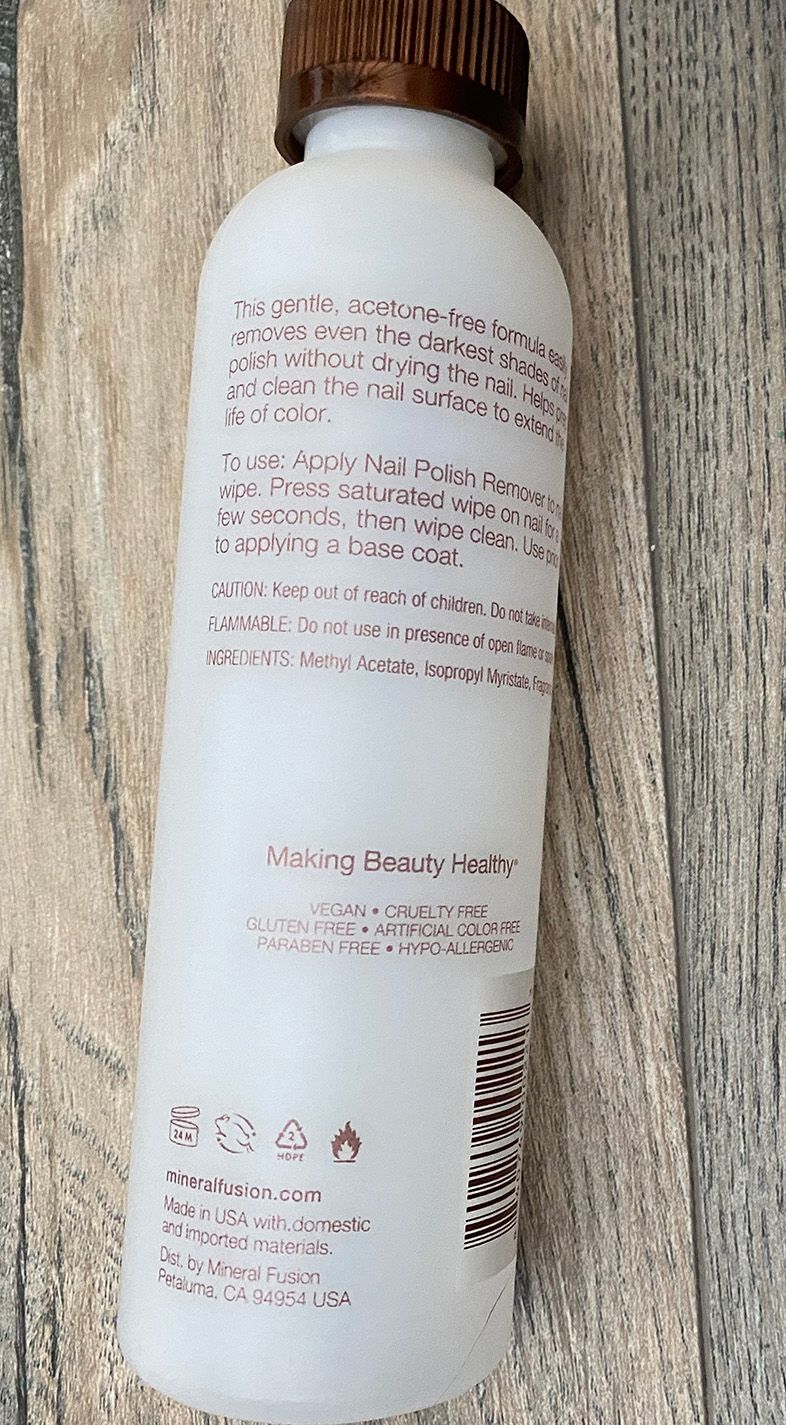 This gentle, acetone-free formula
removes even the darkest shades of
polish without drying the nail. Helps
and clean the nail surface to extend
life of color.
To use: Apply Nail Polish Remover to
wipe. Press saturated wipe on nail for a
few seconds, then wipe clean. Use
to applying a base coat.
CAUTION: Keep out of reach of children. Do not take
FLAMMABLE: Do not use in presence of open flame or
INGREDIENTS: Methyl Acetate, Isopropyl Myristate,
Making Beauty Healthy®
VEGAN • CRUELTY FREE
GLUTEN FREE • ARTIFICIAL COLOR FREE
PARABEN FREE • HYPO-ALLERGENIC
24 M
2
HDPE
mineralfusion.com
Made in USA with.domestic
and imported materials.
Dist. by Mineral Fusion
Petaluma, CA 94954 USA